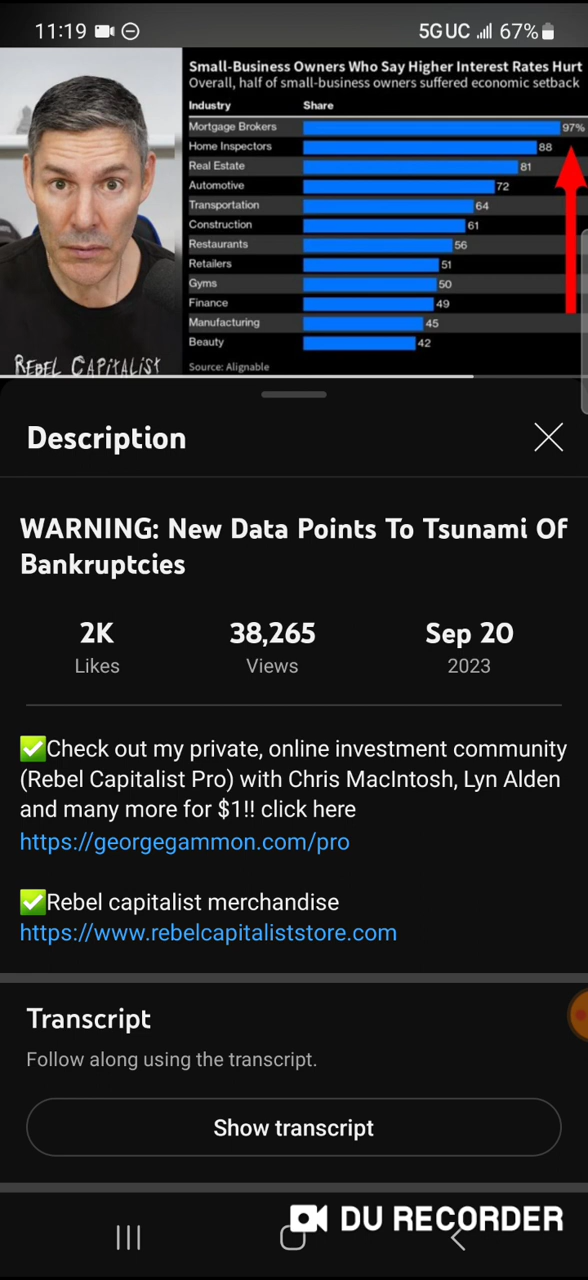 11:19
5G UC 67%
Small-Business Owners Who Say Higher Interest Rates Hurt
Overall, half of small-business owners suffered economic setback
Industry Share
Mortgage Brokers 97%
Home Inspectors 88
Real Estate 81
Automotive 72
Transportation 64
Construction 61
Restaurants 56
Retailers 51
Gyms 50
Finance 49
Manufacturing 45
Beauty 42
Source: Alignable
REBEL CAPITALIST
Description
WARNING: New Data Points To Tsunami Of
Bankruptcies
2K 38,265 Sep 20
Likes Views 2023
✅Check out my private, online investment community
(Rebel Capitalist Pro) with Chris MacIntosh, Lyn Alden
and many more for $1!! click here
https://georgegammon.com/pro
✅Rebel capitalist merchandise
https://www.rebelcapitaliststore.com
Transcript
Follow along using the transcript.
Show transcript
DU RECORDER